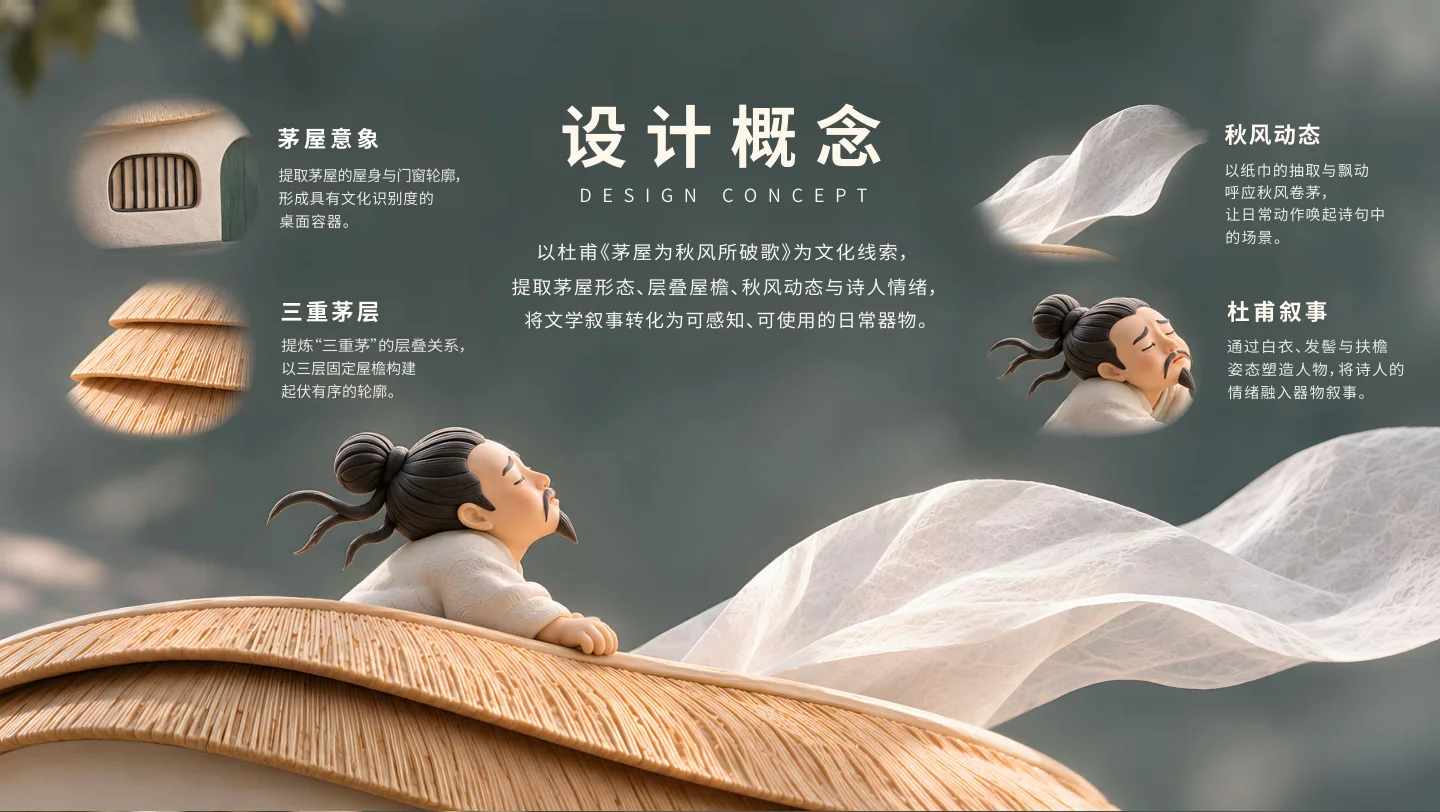 设计概念
DESIGN CONCEPT
以杜甫《茅屋为秋风所破歌》为文化线索，
提取茅屋形态、层叠屋檐、秋风动态与诗人情绪，
将文学叙事转化为可感知、可使用的日常器物。
茅屋意象
提取茅屋的屋身与门窗轮廓，
形成具有文化识别度的
桌面容器。
三重茅层
提炼“三重茅”的层叠关系，
以三层固定屋檐构建
起伏有序的轮廓。
秋风动态
以纸巾的抽取与飘动
呼应秋风卷茅，
让日常动作唤起诗句中
的场景。
杜甫叙事
通过白衣、发髻与扶檐
姿态塑造人物，将诗人的
情绪融入器物叙事。